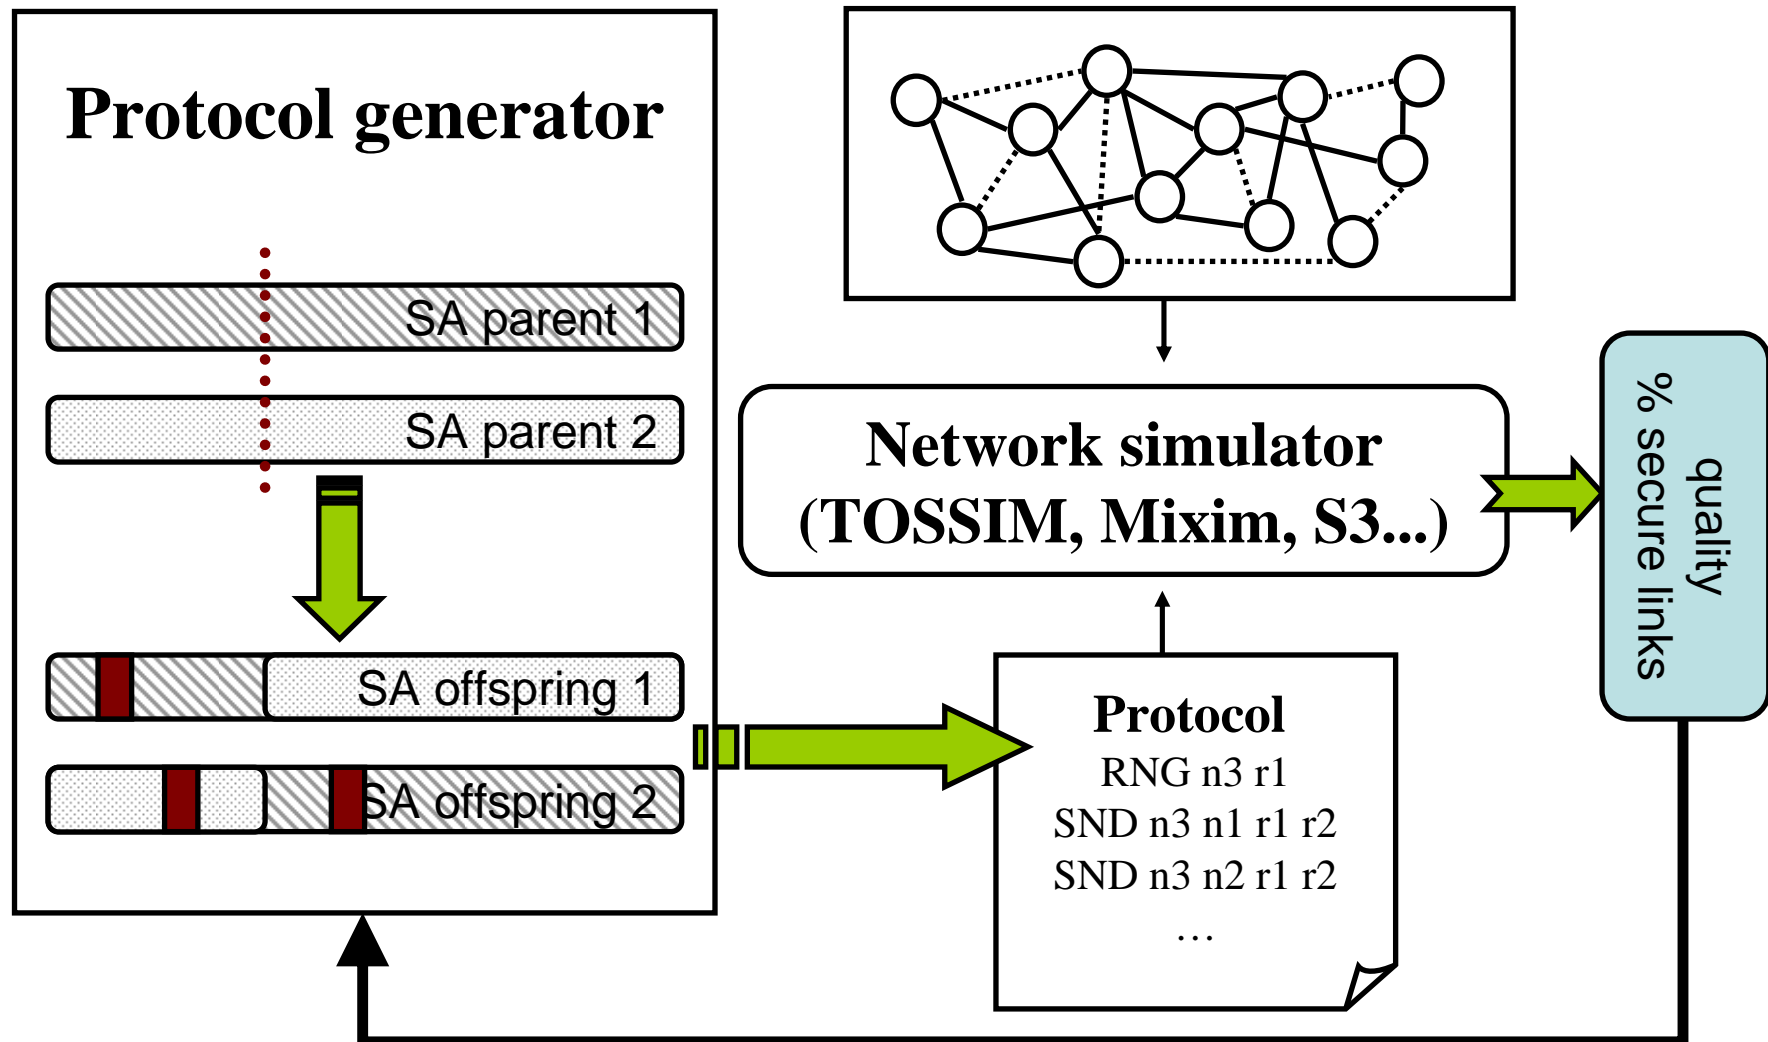 Protocol generator
SA parent 1
SA parent 2
SA offspring 1
SA offspring 2
Network simulator
(TOSSIM, Mixim, S3...)
Protocol
RNG n3 r1
SND n3 n1 r1 r2
SND n3 n2 r1 r2
…
quality
% secure links